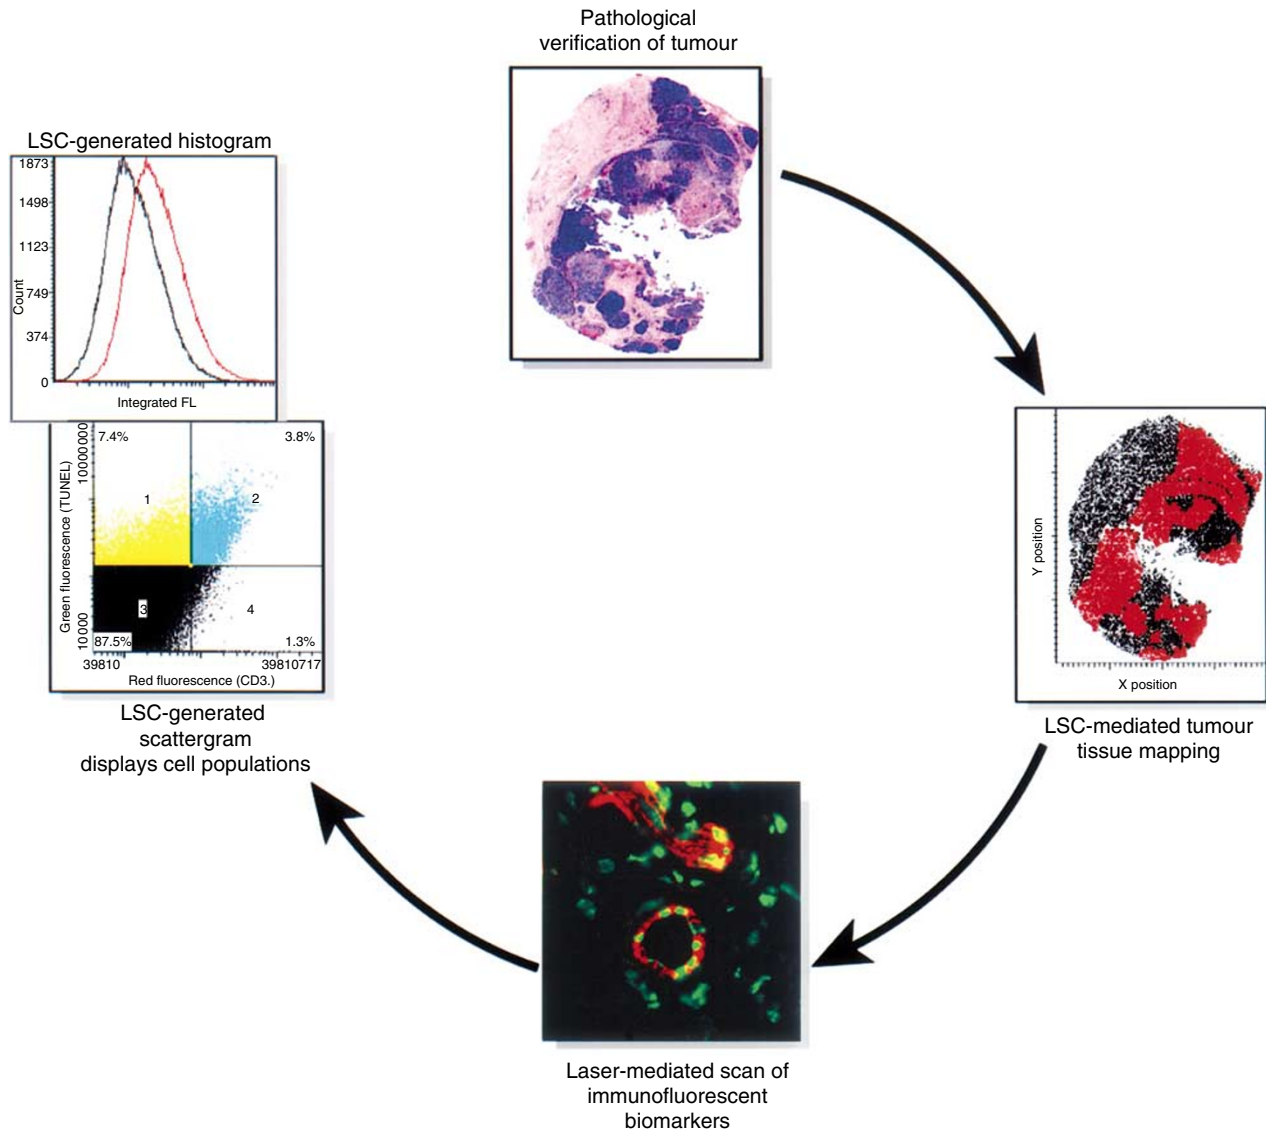 Pathological
verification of tumour
LSC-generated histogram
1873
1498
1123
749
374
0
Count
Integrated FL
7.4%
3.8%
1
2
3
4
87.5%
1.3%
10000000
10000
Green fluorescence (TUNEL)
39810
39810717
Red fluorescence (CD3.)
LSC-generated
scattergram
displays cell populations
Y position
X position
LSC-mediated tumour
tissue mapping
Laser-mediated scan of
immunofluorescent
biomarkers